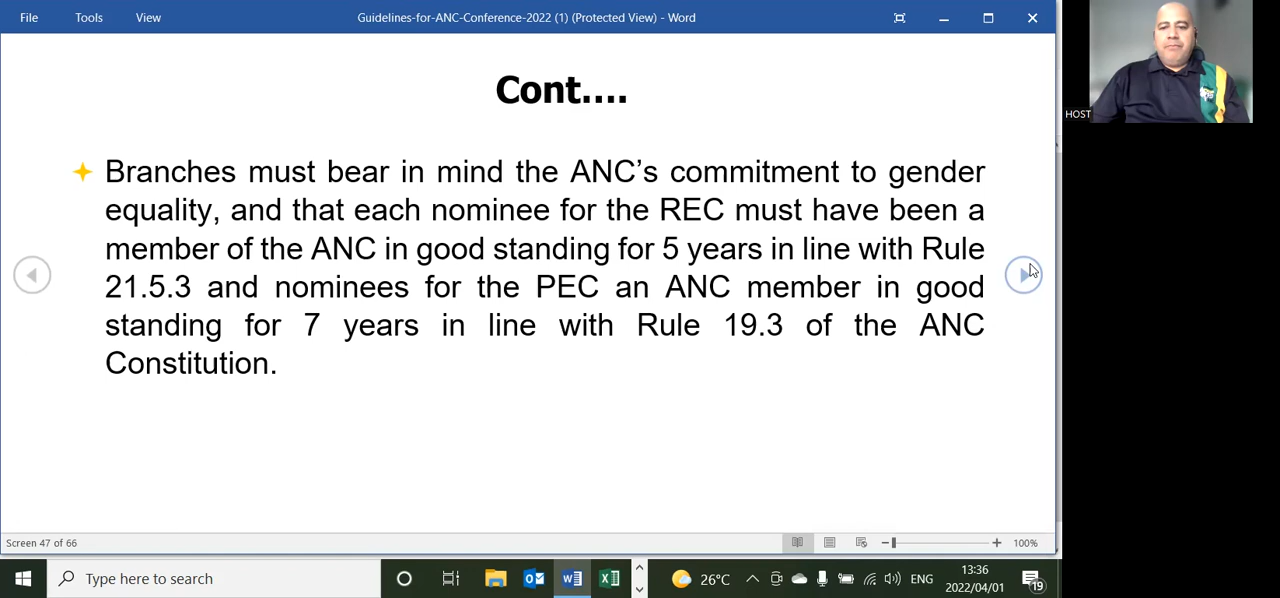 File Tools View Guidelines-for-ANC-Conference-2022 (1) (Protected View) - Word
Cont....
Branches must bear in mind the ANC’s commitment to gender
equality, and that each nominee for the REC must have been a
member of the ANC in good standing for 5 years in line with Rule
21.5.3 and nominees for the PEC an ANC member in good
standing for 7 years in line with Rule 19.3 of the ANC
Constitution.
HOST
Screen 47 of 66 100%
Type here to search 26°C ENG 13:36
2022/04/01 19